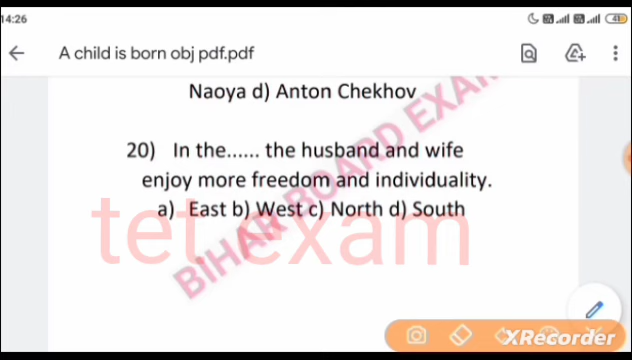 14:26
A child is born obj pdf.pdf
Naoya d) Anton Chekhov
20) In the...... the husband and wife
enjoy more freedom and individuality.
a) East b) West c) North d) South
tet exam
BIHAR BOARD EXAM
XRecorder